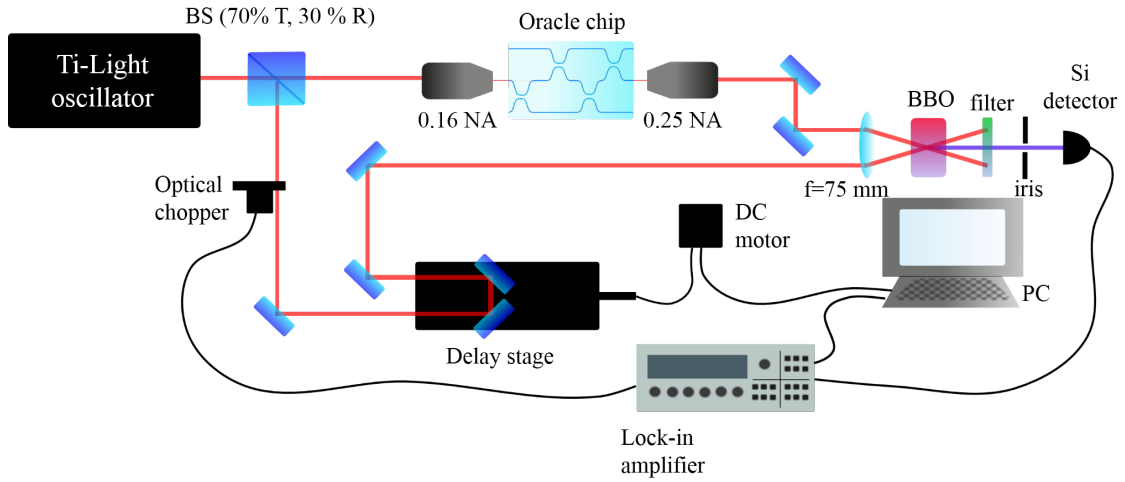 BS (70% T, 30 % R)
Oracle chip
Ti-Light
oscillator
Si
detector
BBO
filter
0.16 NA
0.25 NA
Optical
chopper
f=75 mm
iris
DC
motor
PC
Delay stage
Lock-in
amplifier